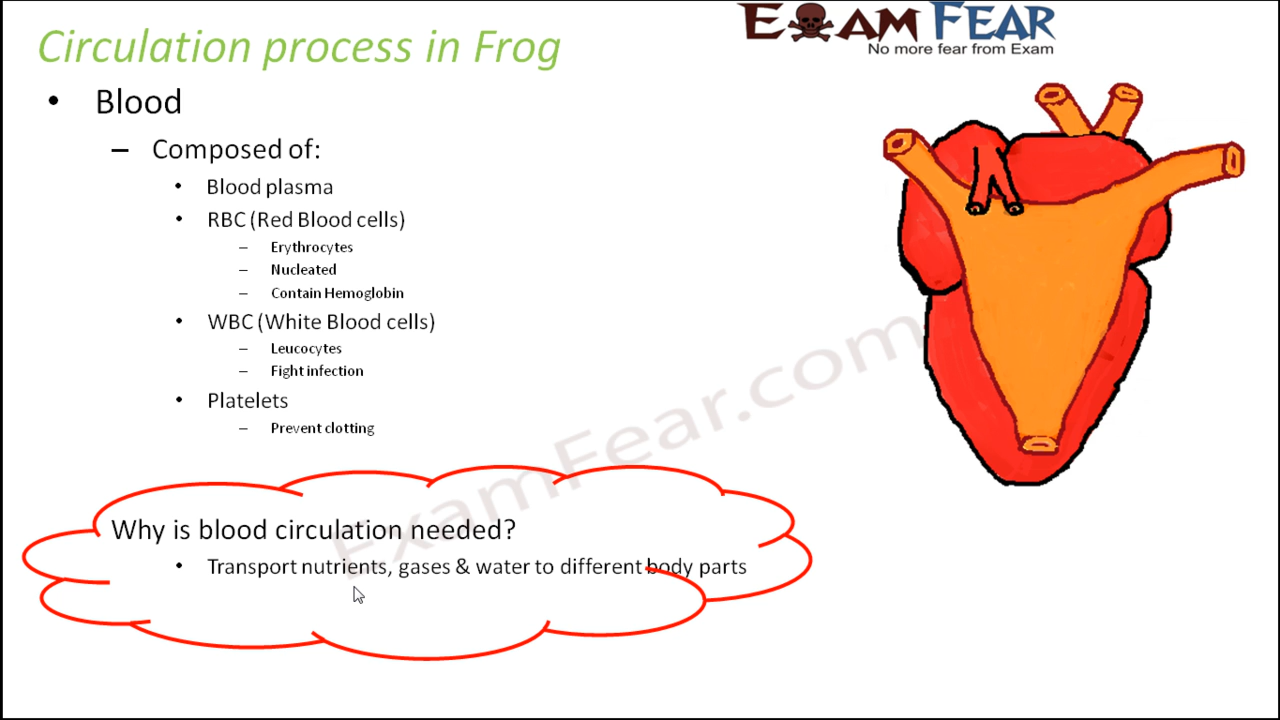 Circulation process in Frog
EXAM FEAR
No more fear from Exam
• Blood
– Composed of:
• Blood plasma
• RBC (Red Blood cells)
– Erythrocytes
– Nucleated
– Contain Hemoglobin
• WBC (White Blood cells)
– Leucocytes
– Fight infection
• Platelets
– Prevent clotting
ExamFear.com
Why is blood circulation needed?
• Transport nutrients, gases & water to different body parts